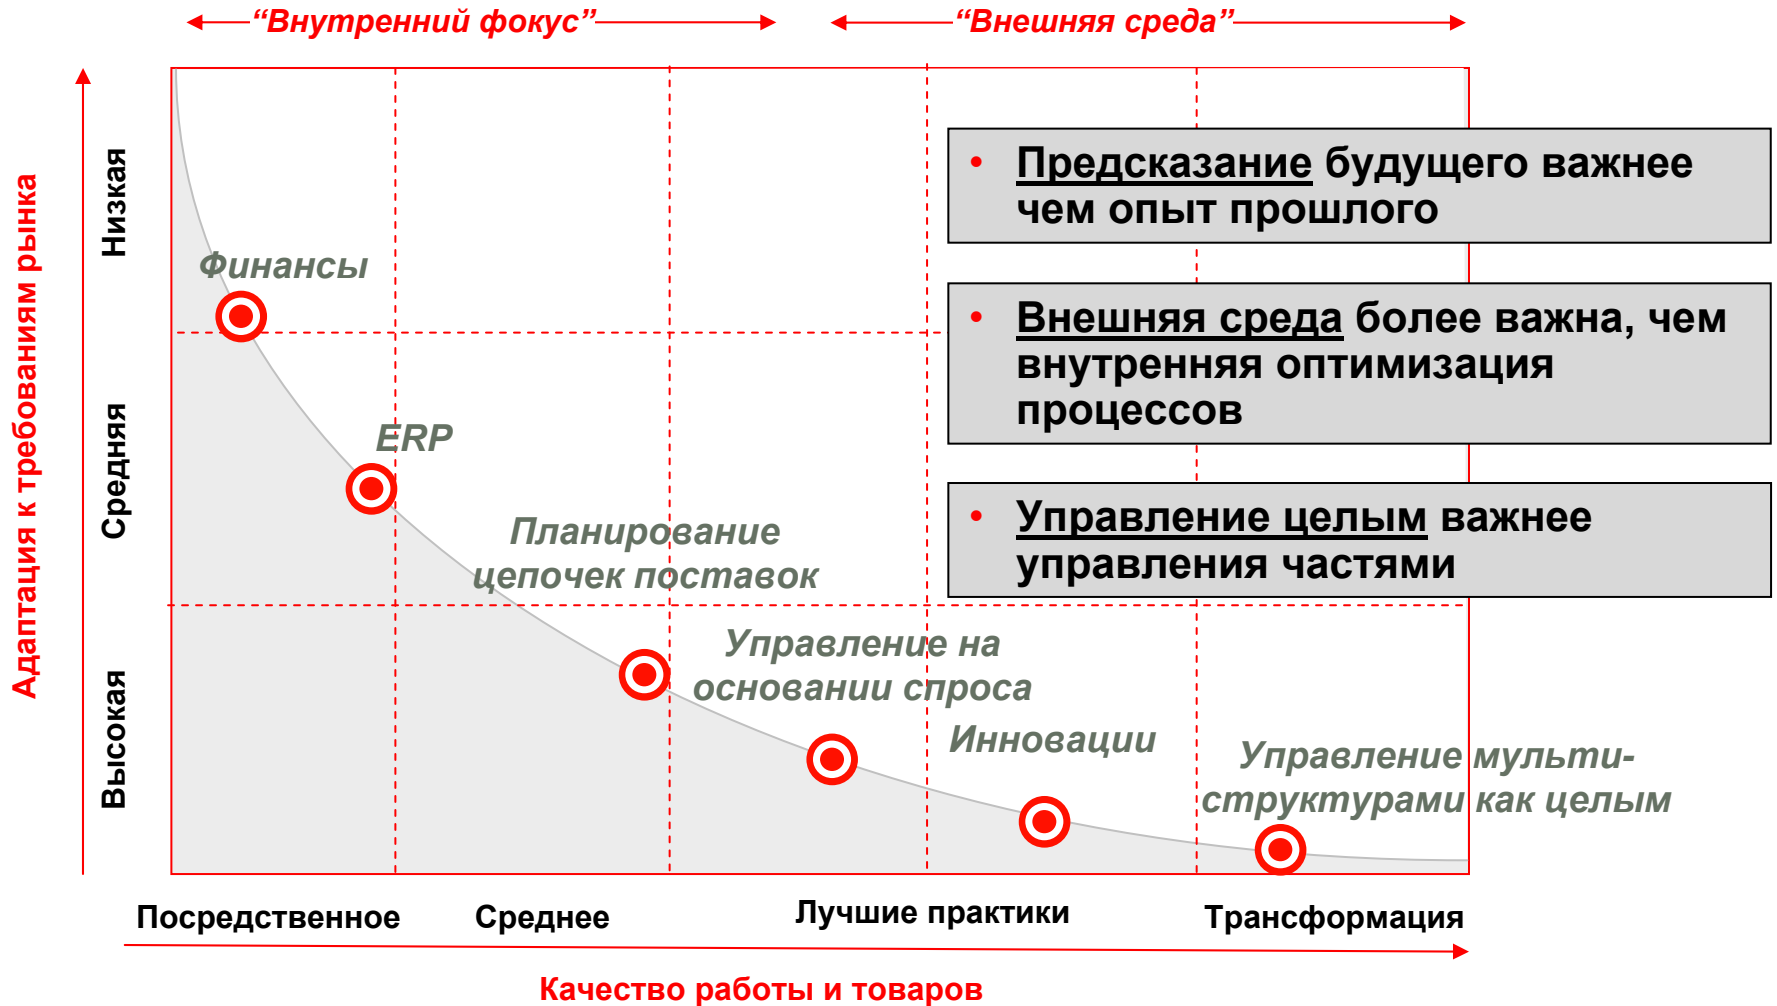 “Внутренний фокус”
“Внешняя среда”
Адаптация к требованиям рынка
Низкая
Средняя
Высокая
• Предсказание будущего важнее
чем опыт прошлого
• Внешняя среда более важна, чем
внутренняя оптимизация
процессов
• Управление целым важнее
управления частями
Финансы
ERP
Планирование
цепочек поставок
Управление на
основании спроса
Инновации
Управление мульти-
структурами как целым
Посредственное
Среднее
Лучшие практики
Трансформация
Качество работы и товаров